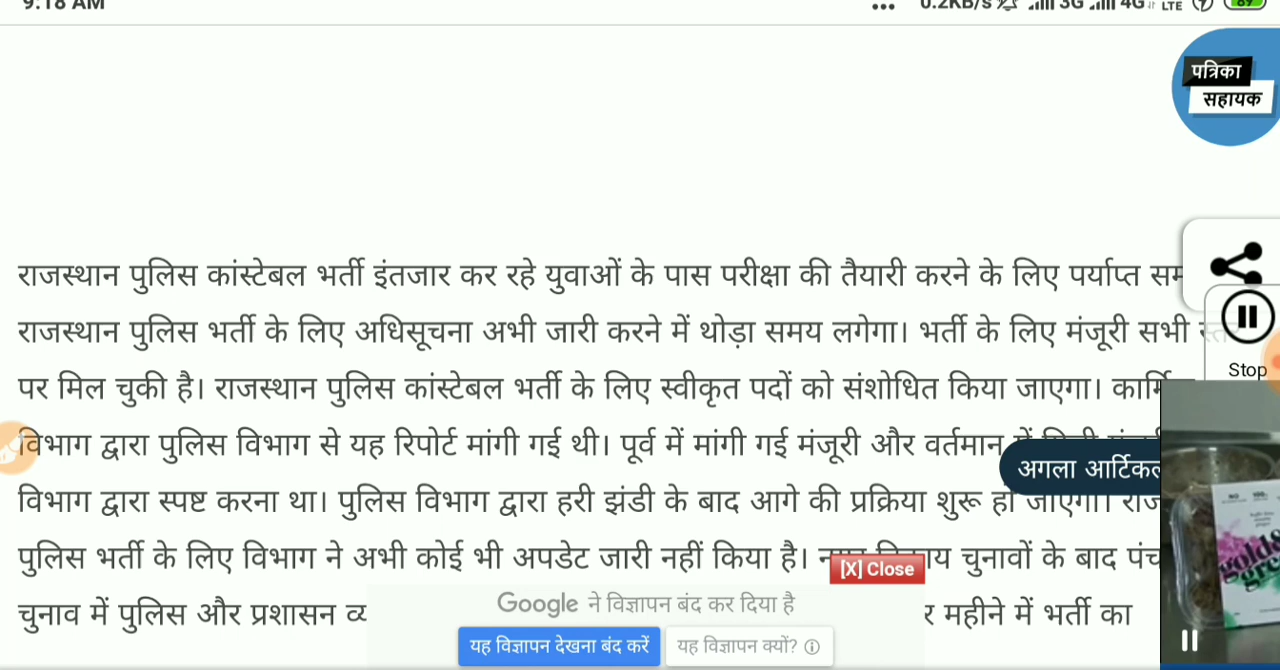 9:18 AM ... 0.2KB/s 3G 4G LTE 89
पत्रिका
सहायक
राजस्थान पुलिस कांस्टेबल भर्ती इंतजार कर रहे युवाओं के पास परीक्षा की तैयारी करने के लिए पर्याप्त
राजस्थान पुलिस भर्ती के लिए अधिसूचना अभी जारी करने में थोड़ा समय लगेगा। भर्ती के लिए मंजूरी सभी
Stop
पर मिल चुकी है। राजस्थान पुलिस कांस्टेबल भर्ती के लिए स्वीकृत पदों को संशोधित किया जाएगा।
विभाग द्वारा पुलिस विभाग से यह रिपोर्ट मांगी गई थी। पूर्व में मांगी गई मंजूरी और वर्तमान
अगला आर्टिकल
विभाग द्वारा स्पष्ट करना था। पुलिस विभाग द्वारा हरी झंडी के बाद आगे की प्रक्रिया शुरू हो जाएगी।
पुलिस भर्ती के लिए विभाग ने अभी कोई भी अपडेट जारी नहीं किया है। चुनावों के बाद
[X] Close
चुनाव में पुलिस और प्रशासन महीने में भर्ती का
Google ने विज्ञापन बंद कर दिया है
यह विज्ञापन देखना बंद करें
यह विज्ञापन क्यों?